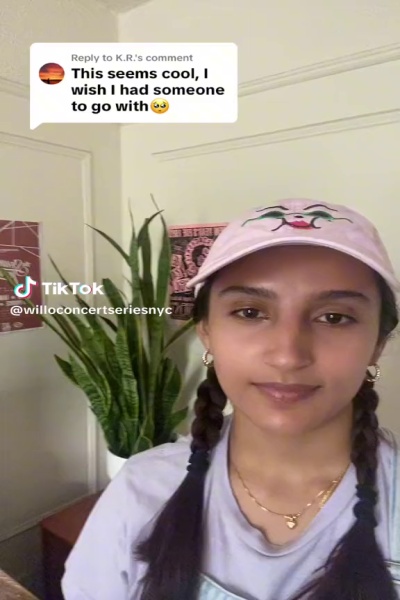 Reply to K.R.'s comment
This seems cool, I
wish I had someone
to go with🥺
TikTok
@willoconcertseriesnyc